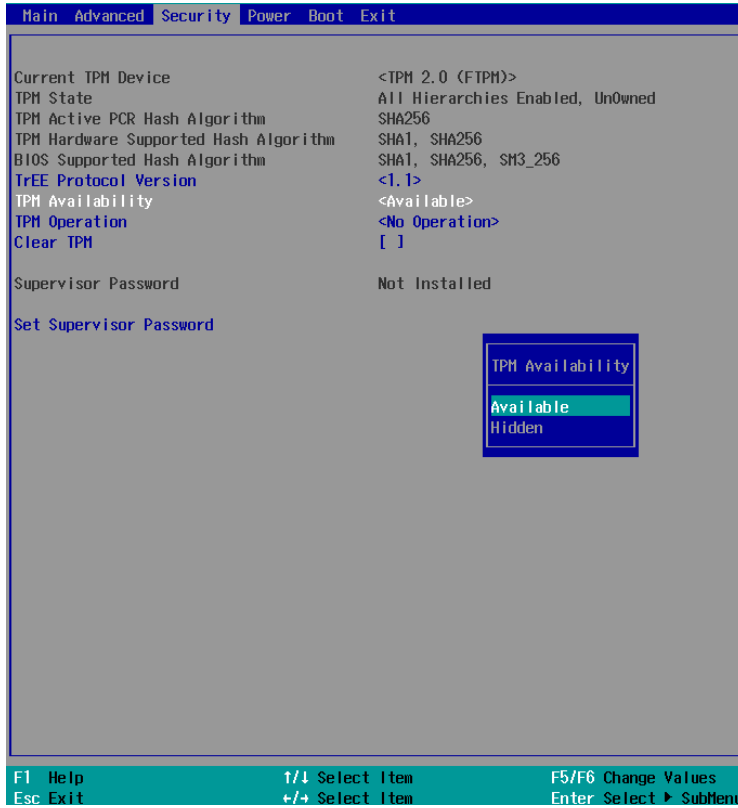 Main Advanced Security Power Boot Exit
Current TPM Device <TPM 2.0 (FTPM)>
TPM State All Hierarchies Enabled, UnOwned
TPM Active PCR Hash Algorithm SHA256
TPM Hardware Supported Hash Algorithm SHA1, SHA256
BIOS Supported Hash Algorithm SHA1, SHA256, SM3_256
TrEE Protocol Version <1.1>
TPM Availability <Available>
TPM Operation <No Operation>
Clear TPM [ ]
Supervisor Password Not Installed
Set Supervisor Password
TPM Availability
Available
Hidden
F1 Help ↑/↓ Select Item F5/F6 Change Values
Esc Exit ←/→ Select Item Enter Select ▶ SubMenu